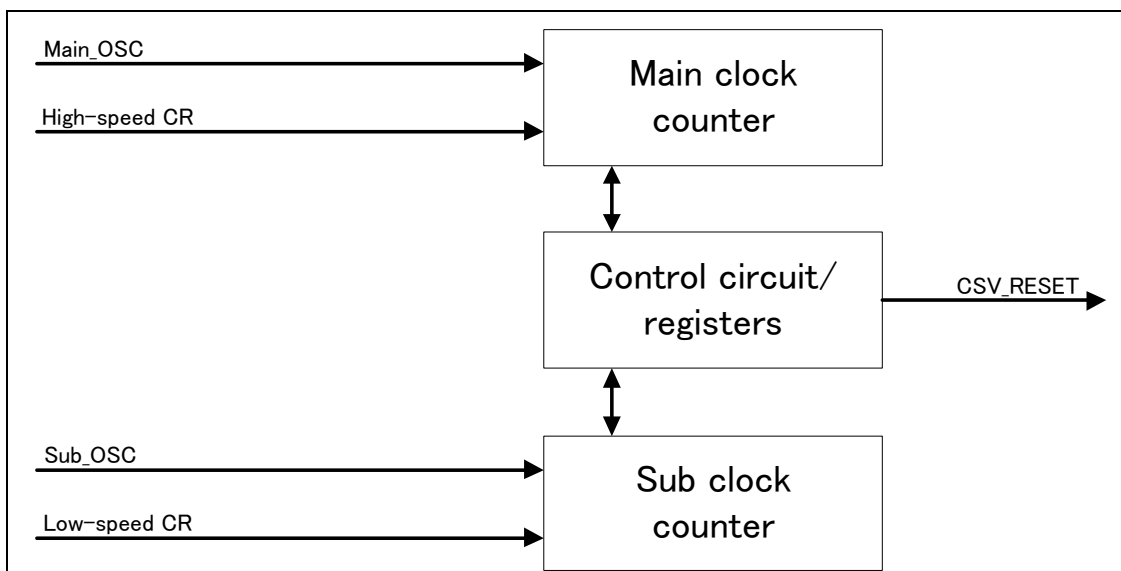 Main_OSC
High-speed CR
Main clock
counter
Control circuit/
registers
CSV_RESET
Sub_OSC
Low-speed CR
Sub clock
counter